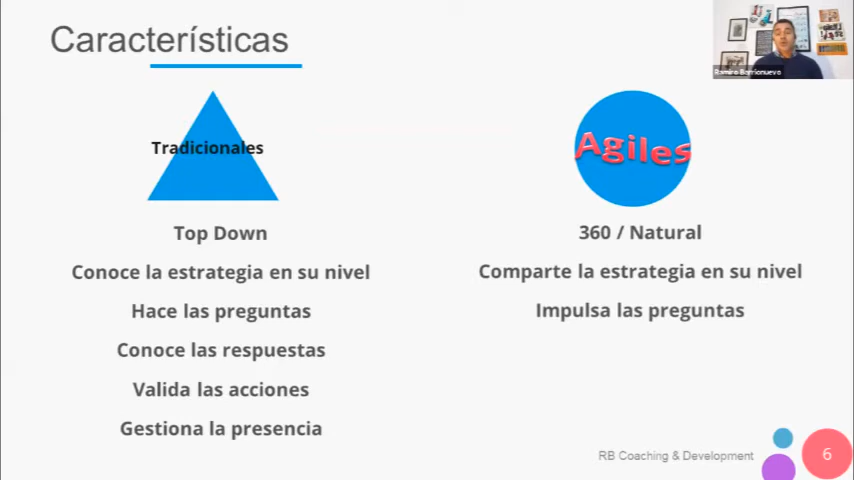 Características
Ramiro Barrionuevo
Tradicionales
Top Down
Conoce la estrategia en su nivel
Hace las preguntas
Conoce las respuestas
Valida las acciones
Gestiona la presencia
Agiles
360 / Natural
Comparte la estrategia en su nivel
Impulsa las preguntas
RB Coaching & Development
6